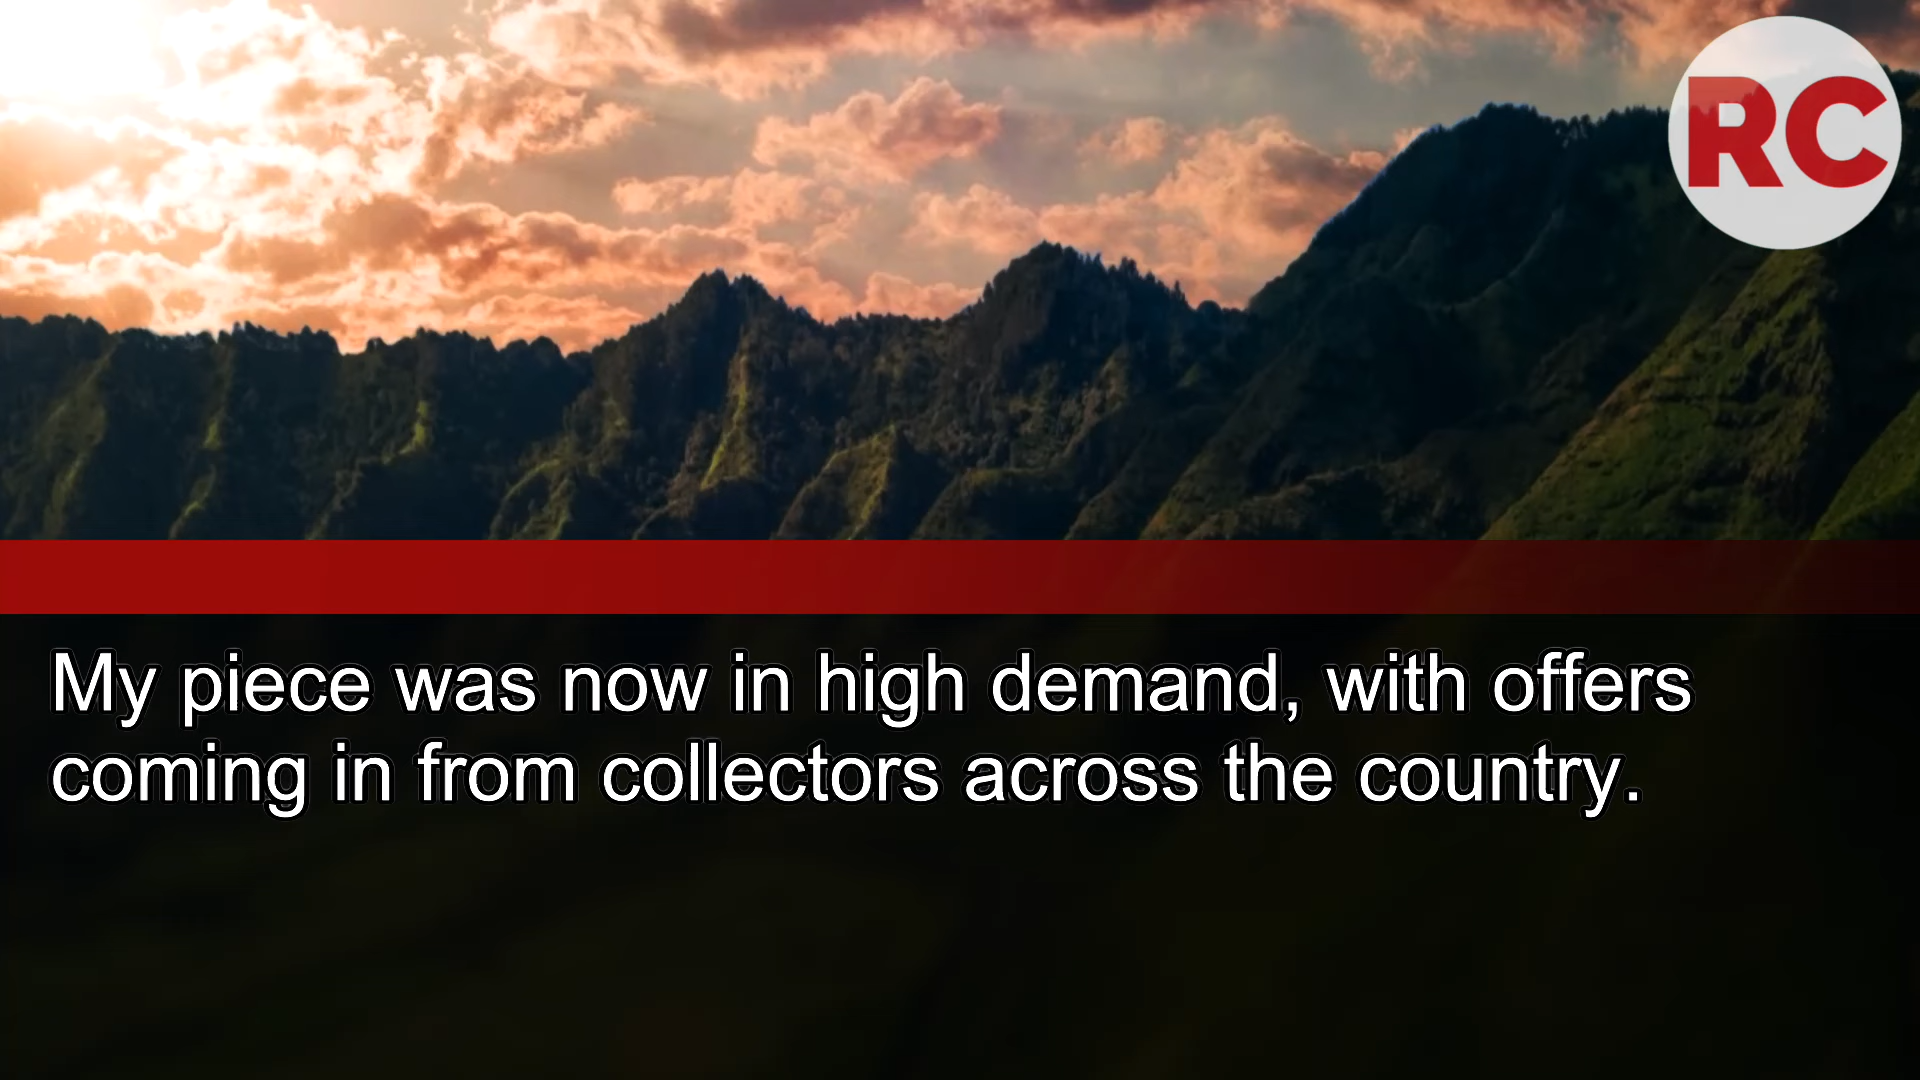 RC
My piece was now in high demand, with offers
coming in from collectors across the country.